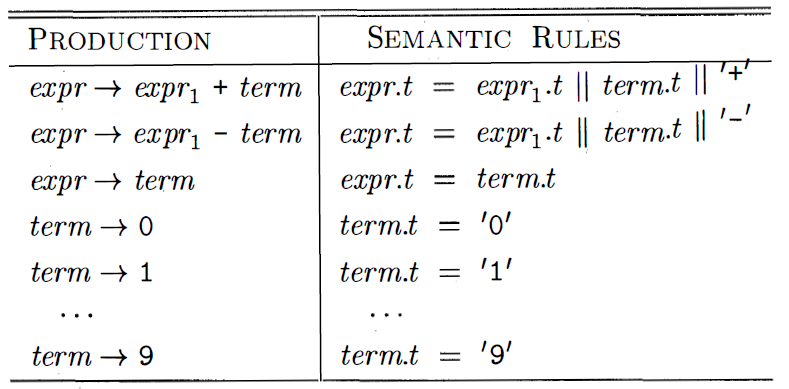 PRODUCTION SEMANTIC RULES
expr → expr₁ + term expr.t = expr₁.t || term.t || '+'
expr → expr₁ - term expr.t = expr₁.t || term.t || '-'
expr → term expr.t = term.t
term → 0 term.t = '0'
term → 1 term.t = '1'
... ...
term → 9 term.t = '9'